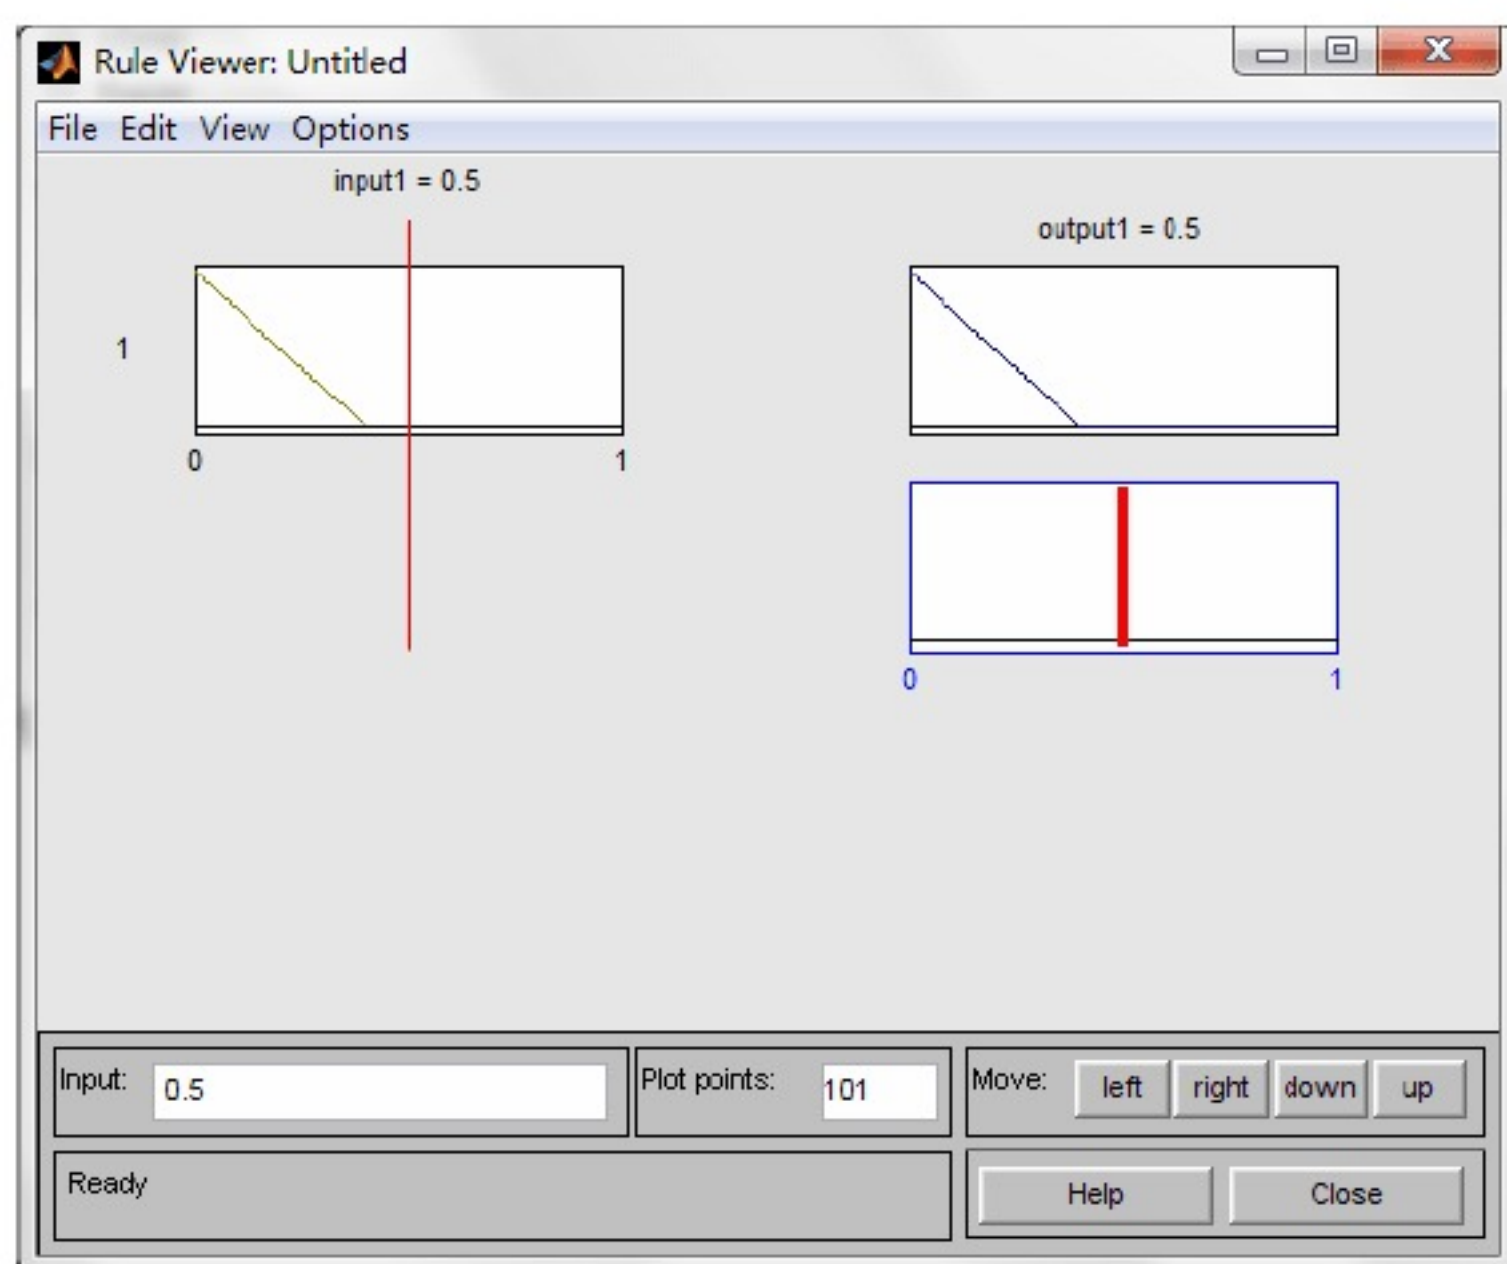 Rule Viewer: Untitled
File Edit View Options
input1 = 0.5
output1 = 0.5
1
0 1
0 1
Input: 0.5 Plot points: 101 Move: left right down up
Ready Help Close